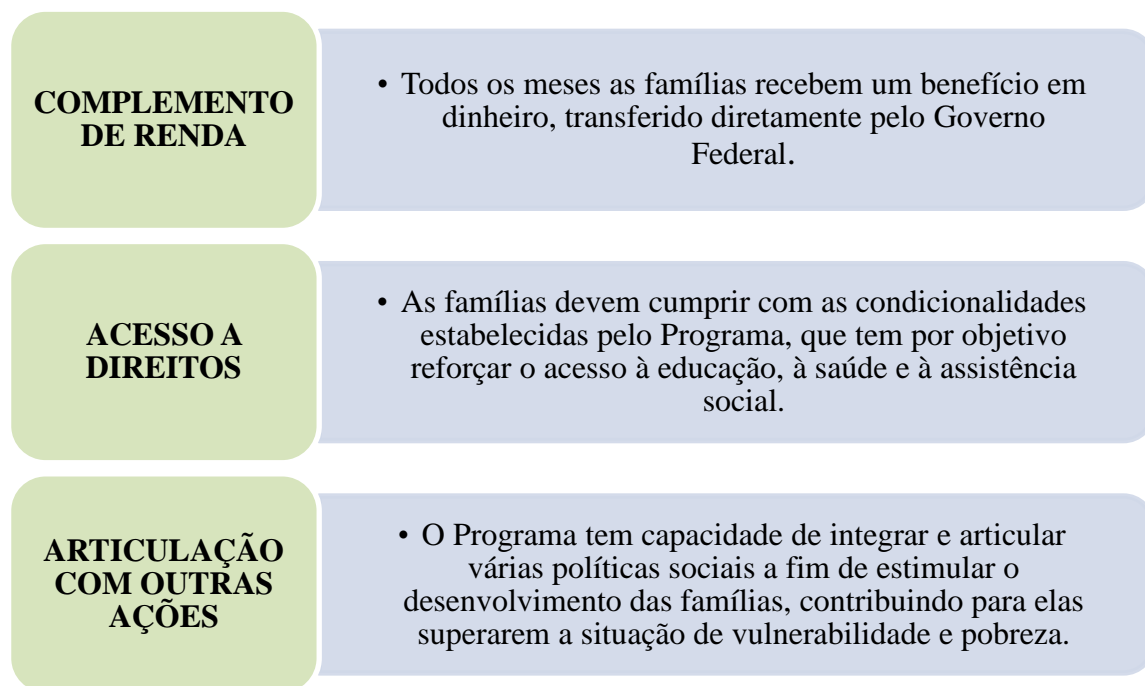 COMPLEMENTO
DE RENDA
• Todos os meses as famílias recebem um benefício em
dinheiro, transferido diretamente pelo Governo
Federal.
ACESSO A
DIREITOS
• As famílias devem cumprir com as condicionalidades
estabelecidas pelo Programa, que tem por objetivo
reforçar o acesso à educação, à saúde e à assistência
social.
ARTICULAÇÃO
COM OUTRAS
AÇÕES
• O Programa tem capacidade de integrar e articular
várias políticas sociais a fim de estimular o
desenvolvimento das famílias, contribuindo para elas
superarem a situação de vulnerabilidade e pobreza.